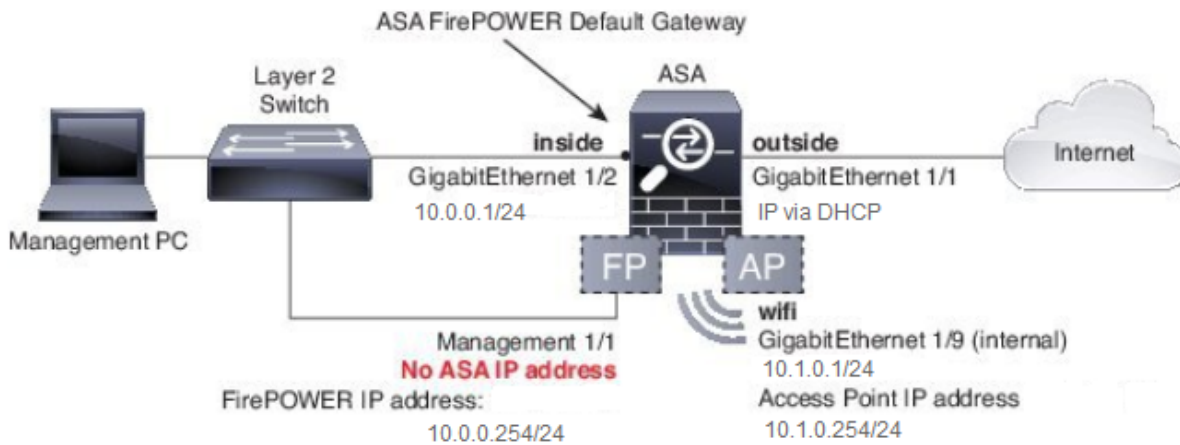 ASA FirePOWER Default Gateway
Layer 2
Switch
ASA
inside
outside
Internet
GigabitEthernet 1/2
GigabitEthernet 1/1
10.0.0.1/24
IP via DHCP
Management PC
FP
AP
wifi
Management 1/1
GigabitEthernet 1/9 (internal)
No ASA IP address
10.1.0.1/24
FirePOWER IP address:
Access Point IP address
10.0.0.254/24
10.1.0.254/24